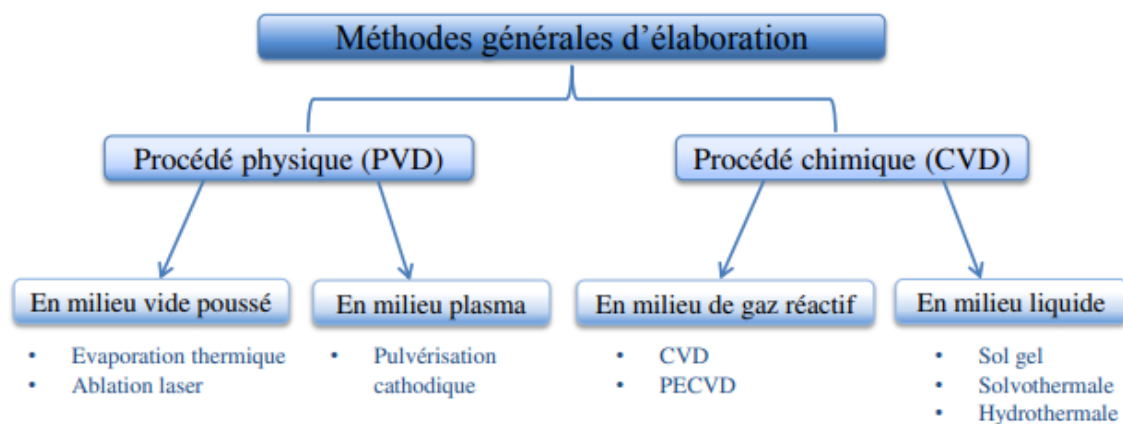 Méthodes générales d’élaboration
Procédé physique (PVD)
Procédé chimique (CVD)
En milieu vide poussé
• Evaporation thermique
• Ablation laser
En milieu plasma
• Pulvérisation
cathodique
En milieu de gaz réactif
• CVD
• PECVD
En milieu liquide
• Sol gel
• Solvothermale
• Hydrothermale